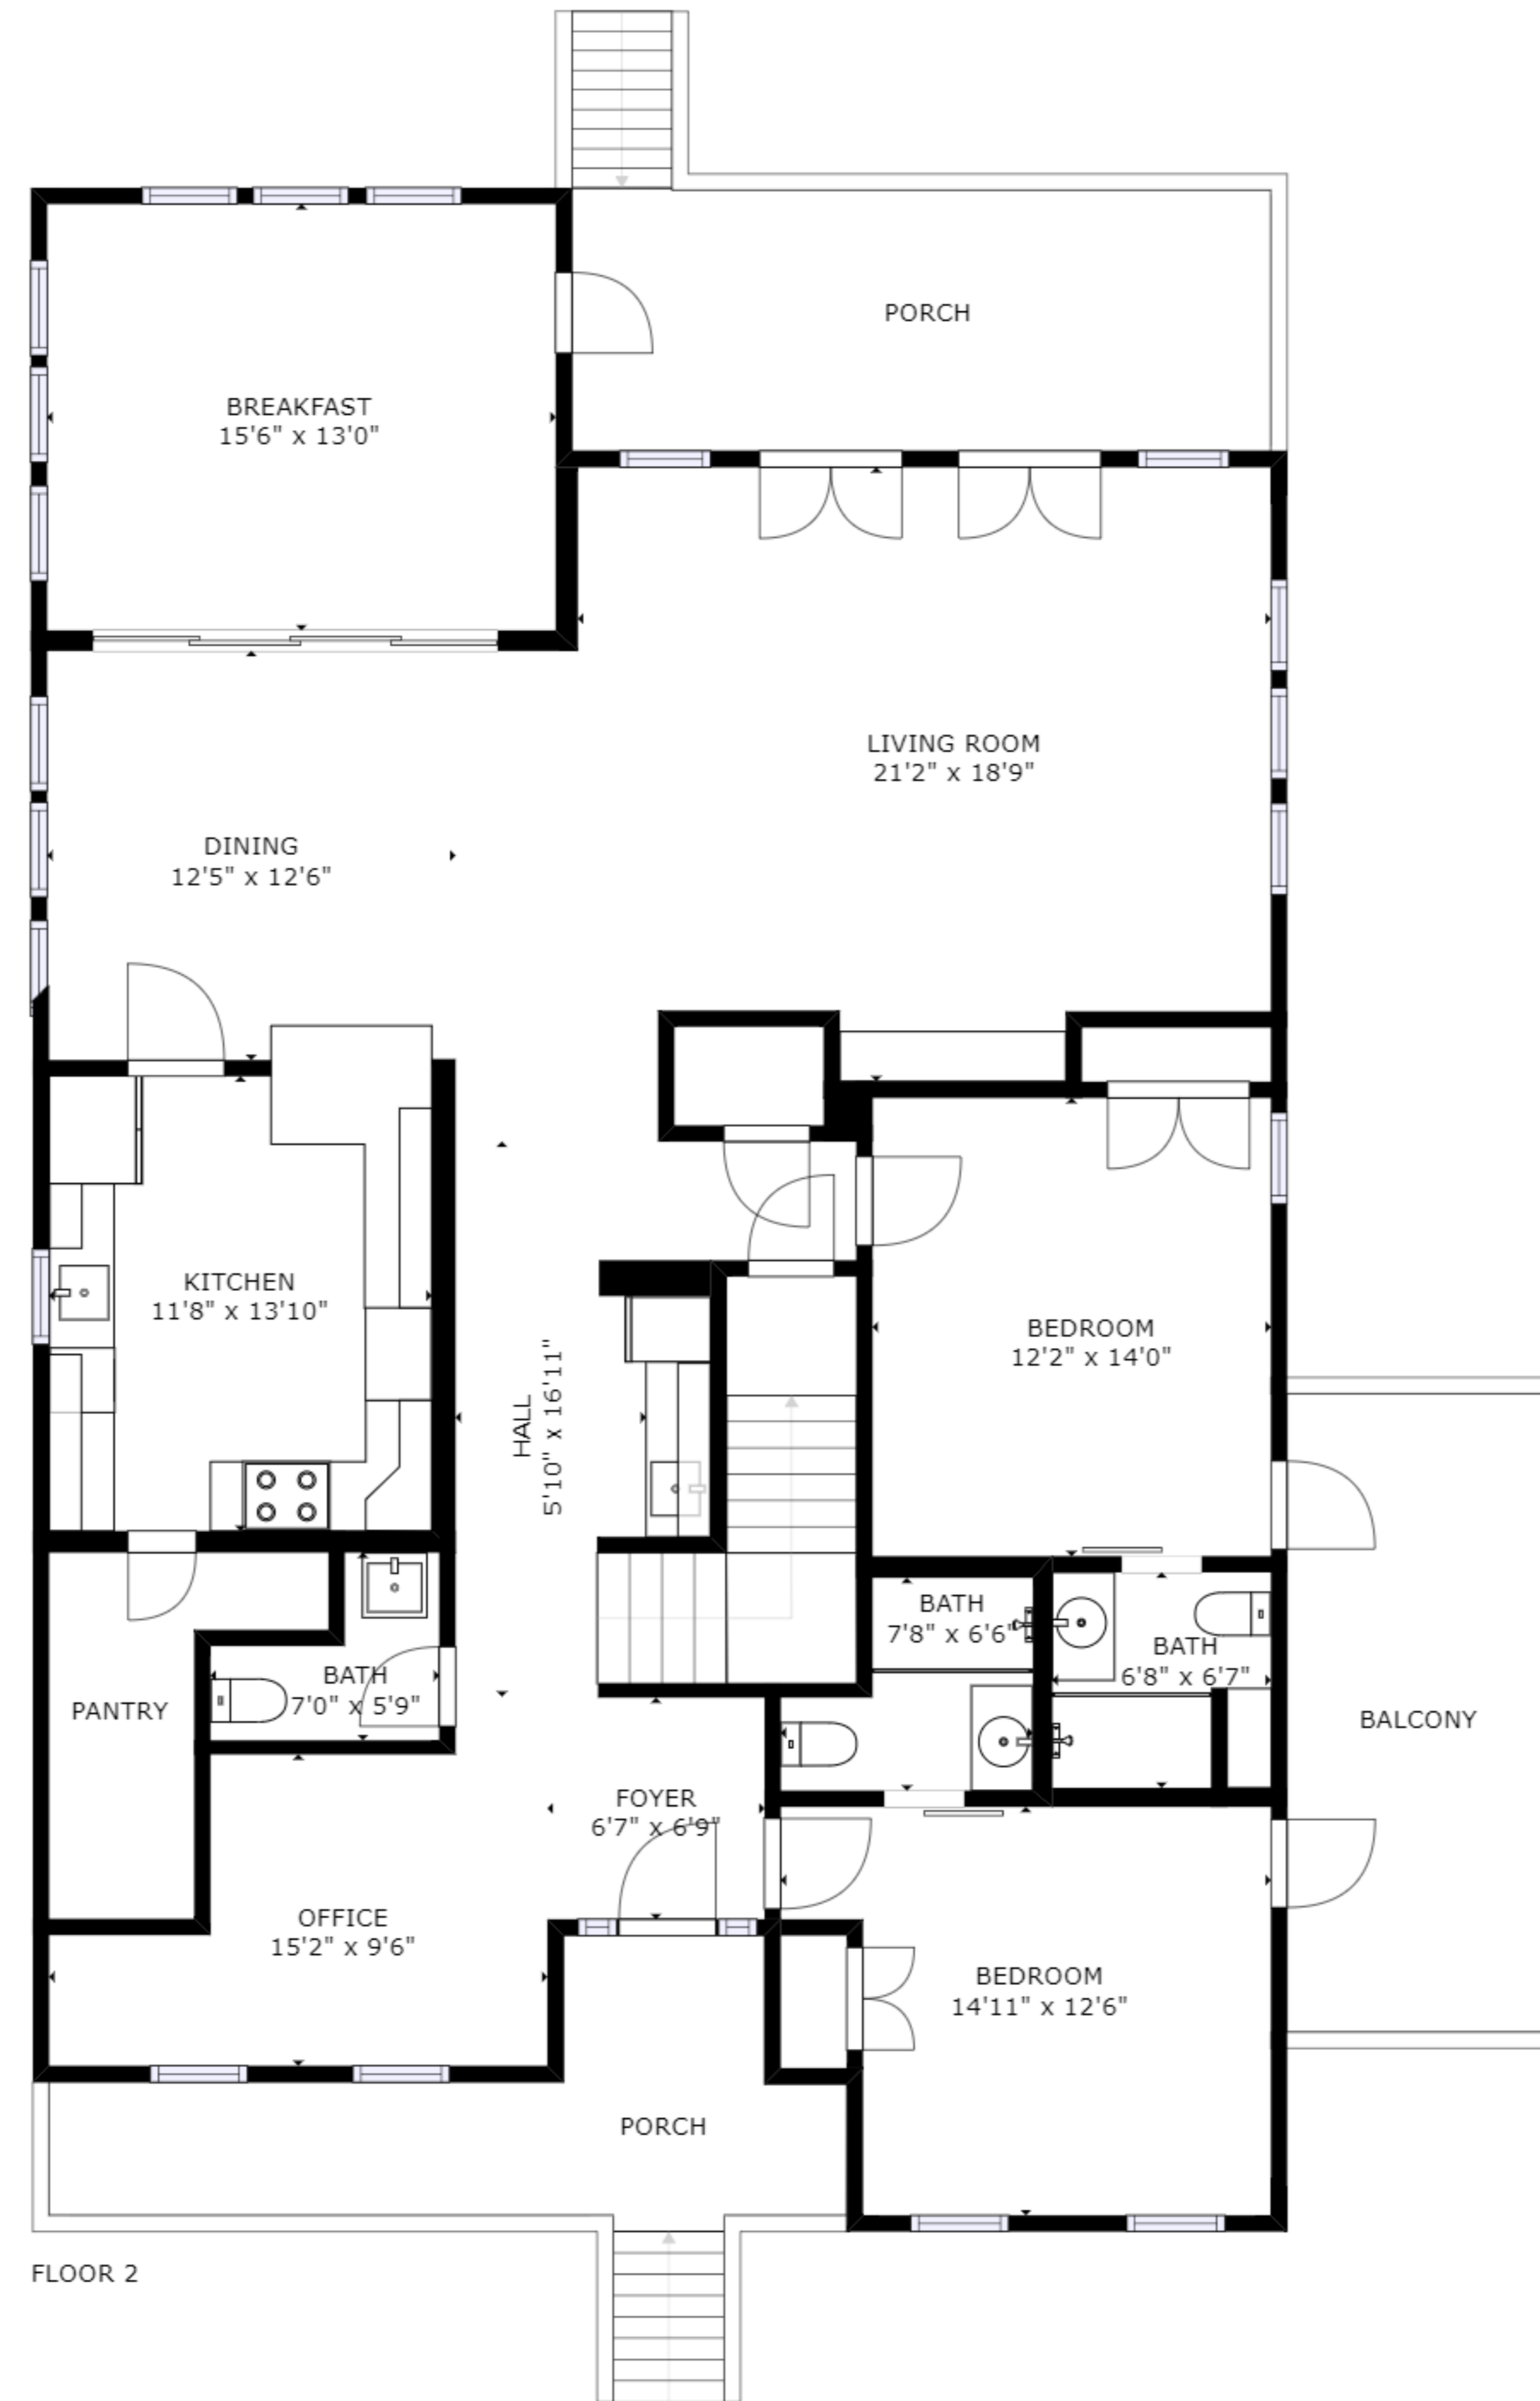 PORCH
BREAKFAST
15'6" x 13'0"
LIVING ROOM
21'2" x 18'9"
DINING
12'5" x 12'6"
KITCHEN
11'8" x 13'10"
HALL
5'10" x 16'11"
BEDROOM
12'2" x 14'0"
BATH
7'8" x 6'6"
BATH
6'8" x 6'7"
BATH
7'0" x 5'9"
PANTRY
BALCONY
FOYER
6'7" x 6'9"
OFFICE
15'2" x 9'6"
BEDROOM
14'11" x 12'6"
PORCH
FLOOR 2